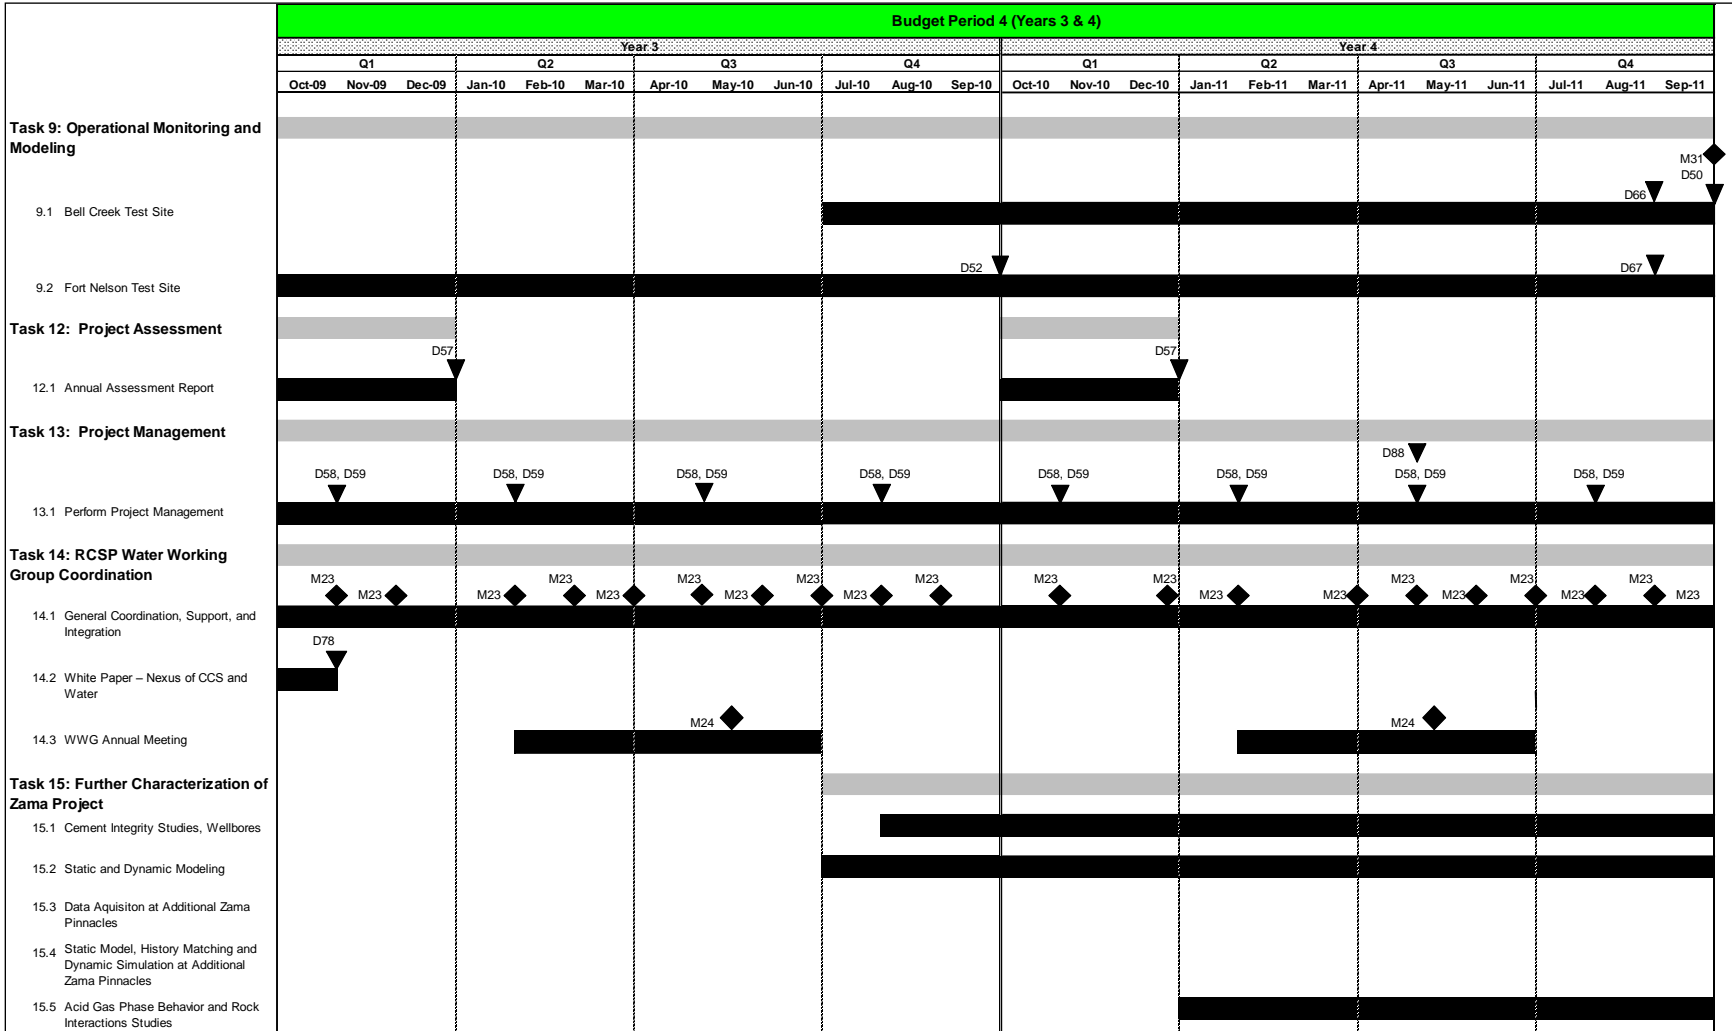 Budget Period 4 (Years 3 & 4)
Year 3 Year 4
Q1 Q2 Q3 Q4 Q1 Q2 Q3 Q4
Oct-09 Nov-09 Dec-09 Jan-10 Feb-10 Mar-10 Apr-10 May-10 Jun-10 Jul-10 Aug-10 Sep-10 Oct-10 Nov-10 Dec-10 Jan-11 Feb-11 Mar-11 Apr-11 May-11 Jun-11 Jul-11 Aug-11 Sep-11
Task 9: Operational Monitoring and
Modeling
M31
D50
D66
9.1 Bell Creek Test Site
D52 D67
9.2 Fort Nelson Test Site
Task 12: Project Assessment
D57 D57
12.1 Annual Assessment Report
Task 13: Project Management
D88
D58, D59 D58, D59 D58, D59 D58, D59 D58, D59 D58, D59 D58, D59 D58, D59
13.1 Perform Project Management
Task 14: RCSP Water Working
Group Coordination
M23 M23 M23 M23 M23 M23 M23 M23 M23 M23
M23 M23 M23 M23 M23 M23 M23 M23 M23 M23
14.1 General Coordination, Support, and
Integration
D78
14.2 White Paper – Nexus of CCS and
Water
M24 M24
14.3 WWG Annual Meeting
Task 15: Further Characterization of
Zama Project
15.1 Cement Integrity Studies, Wellbores
15.2 Static and Dynamic Modeling
15.3 Data Aquisiton at Additional Zama
Pinnacles
15.4 Static Model, History Matching and
Dynamic Simulation at Additional
Zama Pinnacles
15.5 Acid Gas Phase Behavior and Rock
Interactions Studies